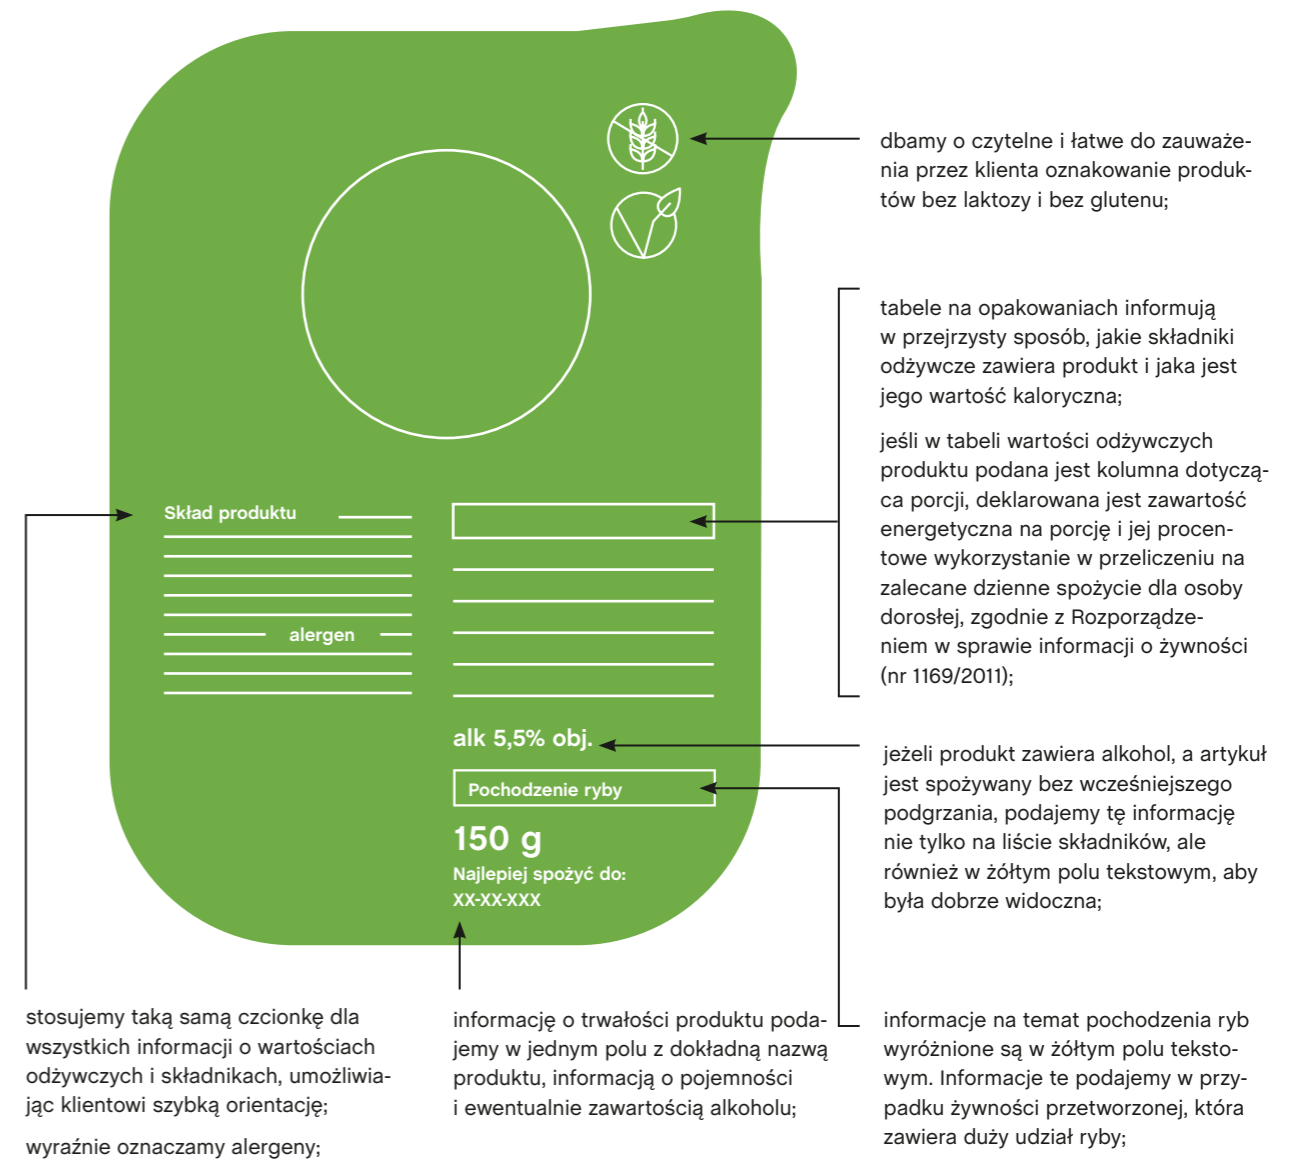 dbamy o czytelne i łatwe do zauważe-
nia przez klienta oznakowanie produk-
tów bez laktozy i bez glutenu;
tabele na opakowaniach informują
w przejrzysty sposób, jakie składniki
odżywcze zawiera produkt i jaka jest
jego wartość kaloryczna;
jeśli w tabeli wartości odżywczych
produktu podana jest kolumna dotyczą-
ca porcji, deklarowana jest zawartość
energetyczna na porcję i jej procen-
towe wykorzystanie w przeliczeniu na
zalecane dzienne spożycie dla osoby
dorosłej, zgodnie z Rozporządze-
niem w sprawie informacji o żywności
(nr 1169/2011);
Skład produktu
alergen
alk 5,5% obj.
Pochodzenie ryby
150 g
Najlepiej spożyć do:
XX-XX-XXX
jeżeli produkt zawiera alkohol, a artykuł
jest spożywany bez wcześniejszego
podgrzania, podajemy tę informację
nie tylko na liście składników, ale
również w żółtym polu tekstowym, aby
była dobrze widoczna;
stosujemy taką samą czcionkę dla
wszystkich informacji o wartościach
odżywczych i składnikach, umożliwia-
jąc klientowi szybką orientację;
wyraźnie oznaczamy alergeny;
informację o trwałości produktu poda-
jemy w jednym polu z dokładną nazwą
produktu, informacją o pojemności
i ewentualnie zawartością alkoholu;
informacje na temat pochodzenia ryb
wyróżnione są w żółtym polu teksto-
wym. Informacje te podajemy w przy-
padku żywności przetworzonej, która
zawiera duży udział ryby;